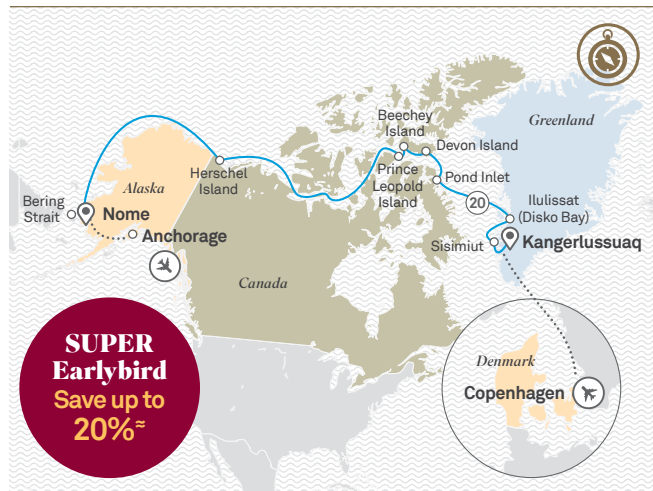 Beechey
Island
Greenland
Devon Island
Alaska
Herschel
Island
Prince
Leopold
Island
Pond Inlet
20
Ilulissat
(Disko Bay)
Bering
Strait
Nome
Anchorage
Sisimiut
Kangerlussuaq
Canada
SUPER
Earlybird
Save up to
20%≈
Denmark
Copenhagen